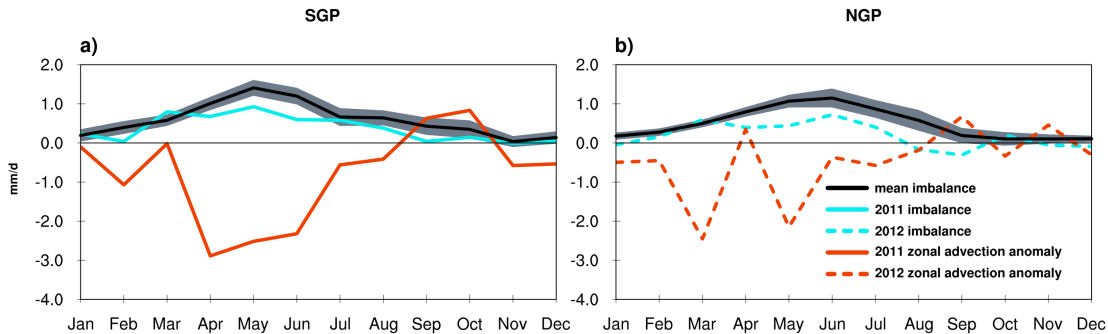 SGP
NGP
a)
b)
2.0
1.0
0.0
-1.0
-2.0
-3.0
-4.0
mm/d
Jan Feb Mar Apr May Jun Jul Aug Sep Oct Nov Dec
2.0
1.0
0.0
-1.0
-2.0
-3.0
-4.0
mean imbalance
2011 imbalance
2012 imbalance
2011 zonal advection anomaly
2012 zonal advection anomaly
Jan Feb Mar Apr May Jun Jul Aug Sep Oct Nov Dec